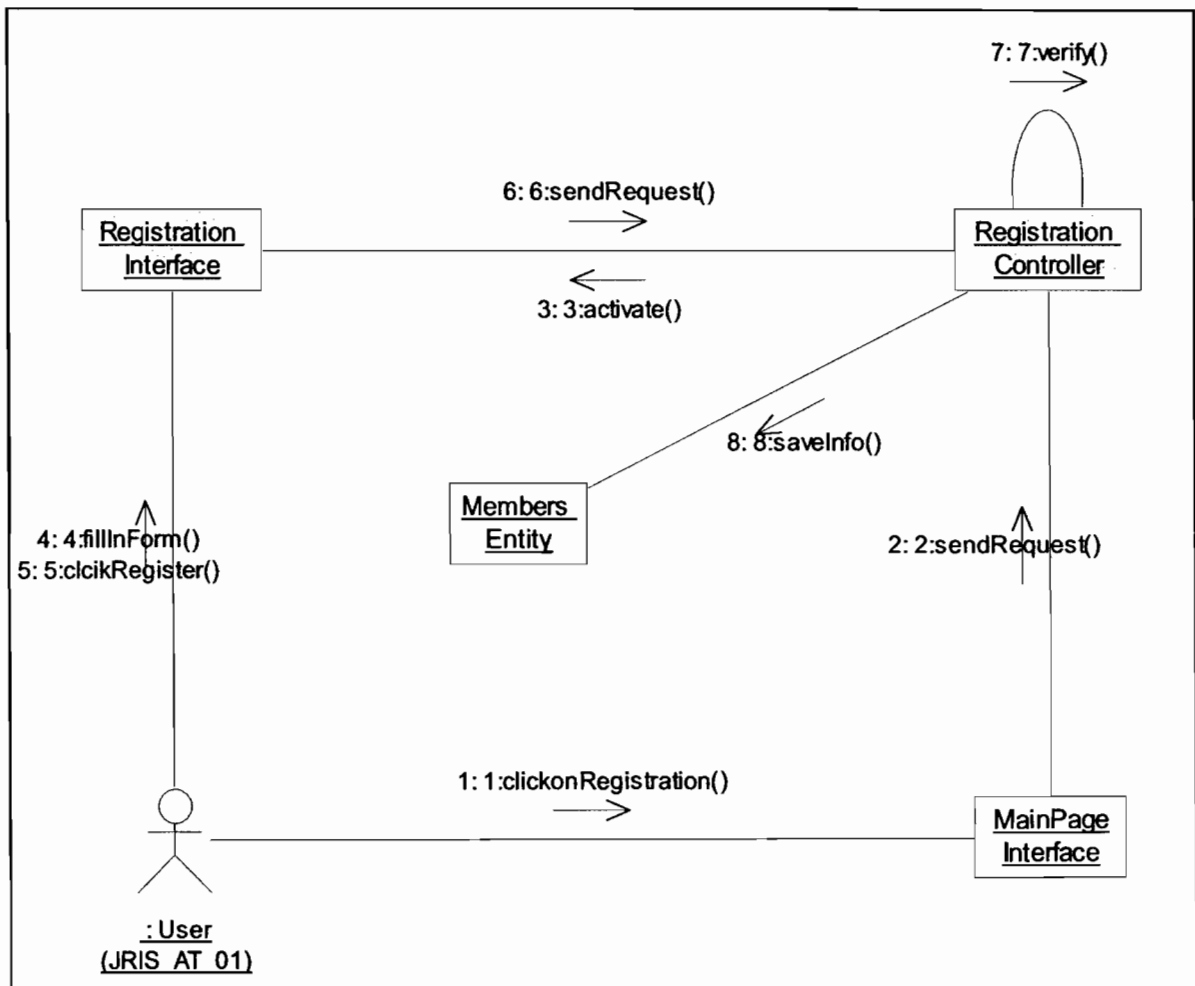 7: 7:verify()
6: 6:sendRequest()
Registration
Interface
Registration
Controller
3: 3:activate()
8: 8:saveInfo()
Members
Entity
4: 4:fillInForm()
5: 5:clcikRegister()
2: 2:sendRequest()
1: 1:clickonRegistration()
MainPage
Interface
: User
(JRIS_AT_01)